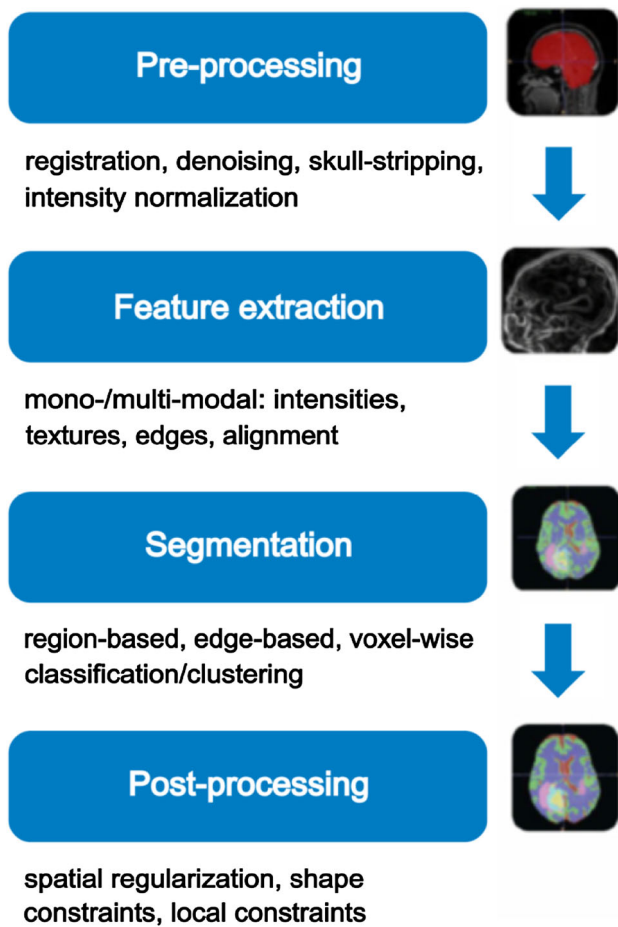 Pre-processing
registration, denoising, skull-stripping,
intensity normalization
Feature extraction
mono-/multi-modal: intensities,
textures, edges, alignment
Segmentation
region-based, edge-based, voxel-wise
classification/clustering
Post-processing
spatial regularization, shape
constraints, local constraints